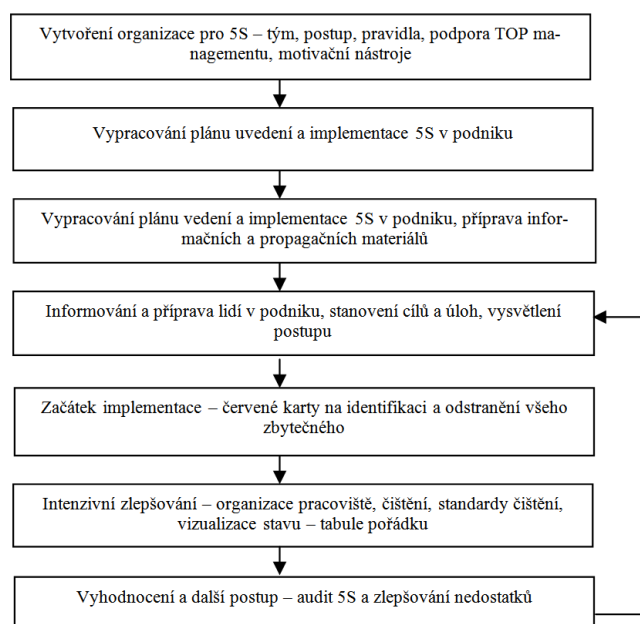 Vytvoření organizace pro 5S – tým, postup, pravidla, podpora TOP ma-
nagementu, motivační nástroje
Vypracování plánu uvedení a implementace 5S v podniku
Vypracování plánu vedení a implementace 5S v podniku, příprava infor-
mačních a propagačních materiálů
Informování a příprava lidí v podniku, stanovení cílů a úloh, vysvětlení
postupu
Začátek implementace – červené karty na identifikaci a odstranění všeho
zbytečného
Intenzivní zlepšování – organizace pracoviště, čištění, standardy čištění,
vizualizace stavu – tabule pořádku
Vyhodnocení a další postup – audit 5S a zlepšování nedostatků